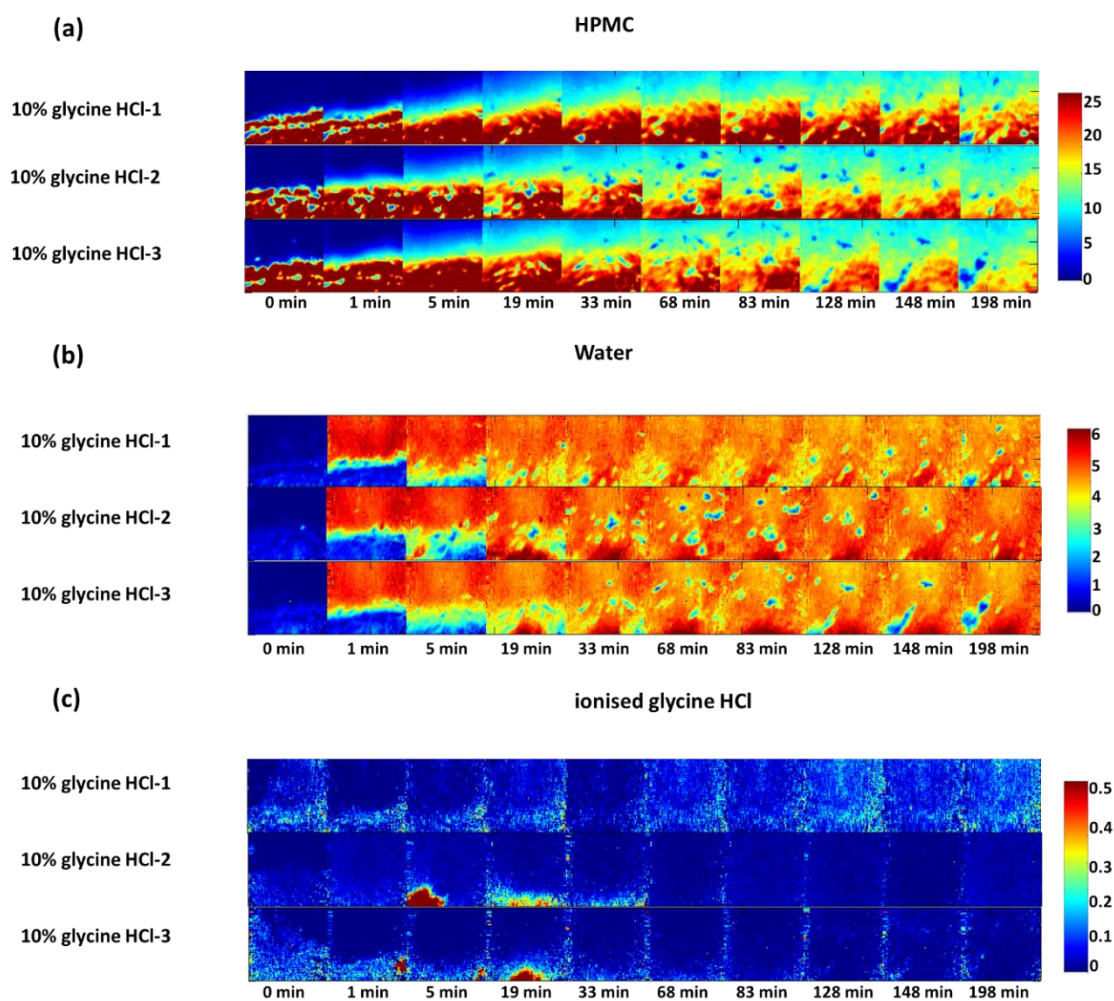 (a)
HPMC
10% glycine HCl-1
10% glycine HCl-2
10% glycine HCl-3
25
20
15
10
5
0
0 min 1 min 5 min 19 min 33 min 68 min 83 min 128 min 148 min 198 min
(b)
Water
10% glycine HCl-1
10% glycine HCl-2
10% glycine HCl-3
6
5
4
3
2
1
0
0 min 1 min 5 min 19 min 33 min 68 min 83 min 128 min 148 min 198 min
(c)
ionised glycine HCl
10% glycine HCl-1
10% glycine HCl-2
10% glycine HCl-3
0.5
0.4
0.3
0.2
0.1
0
0 min 1 min 5 min 19 min 33 min 68 min 83 min 128 min 148 min 198 min